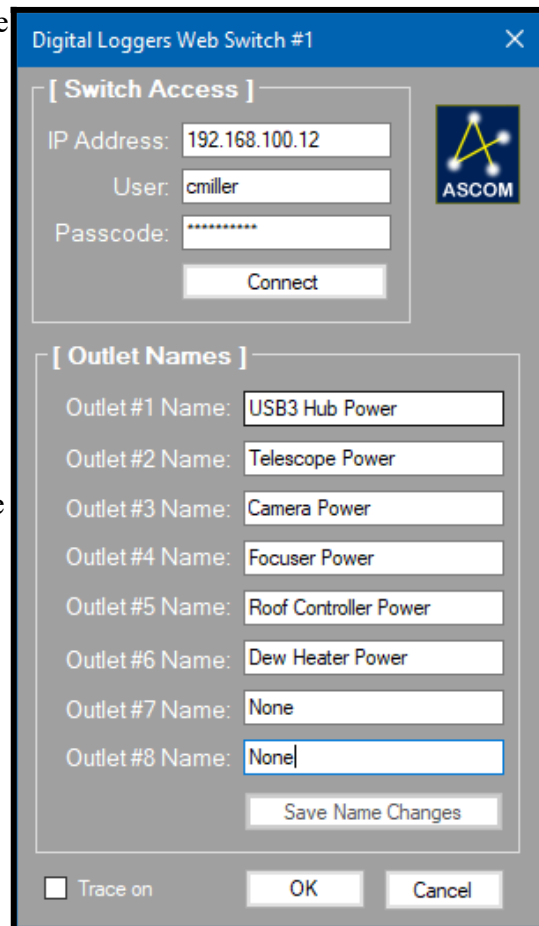 Digital Loggers Web Switch #1
[ Switch Access ]
IP Address: 192.168.100.12
User: cmiller
Passcode: **********
Connect
ASCOM
[ Outlet Names ]
Outlet #1 Name: USB3 Hub Power
Outlet #2 Name: Telescope Power
Outlet #3 Name: Camera Power
Outlet #4 Name: Focuser Power
Outlet #5 Name: Roof Controller Power
Outlet #6 Name: Dew Heater Power
Outlet #7 Name: None
Outlet #8 Name: None
Save Name Changes
Trace on
OK
Cancel